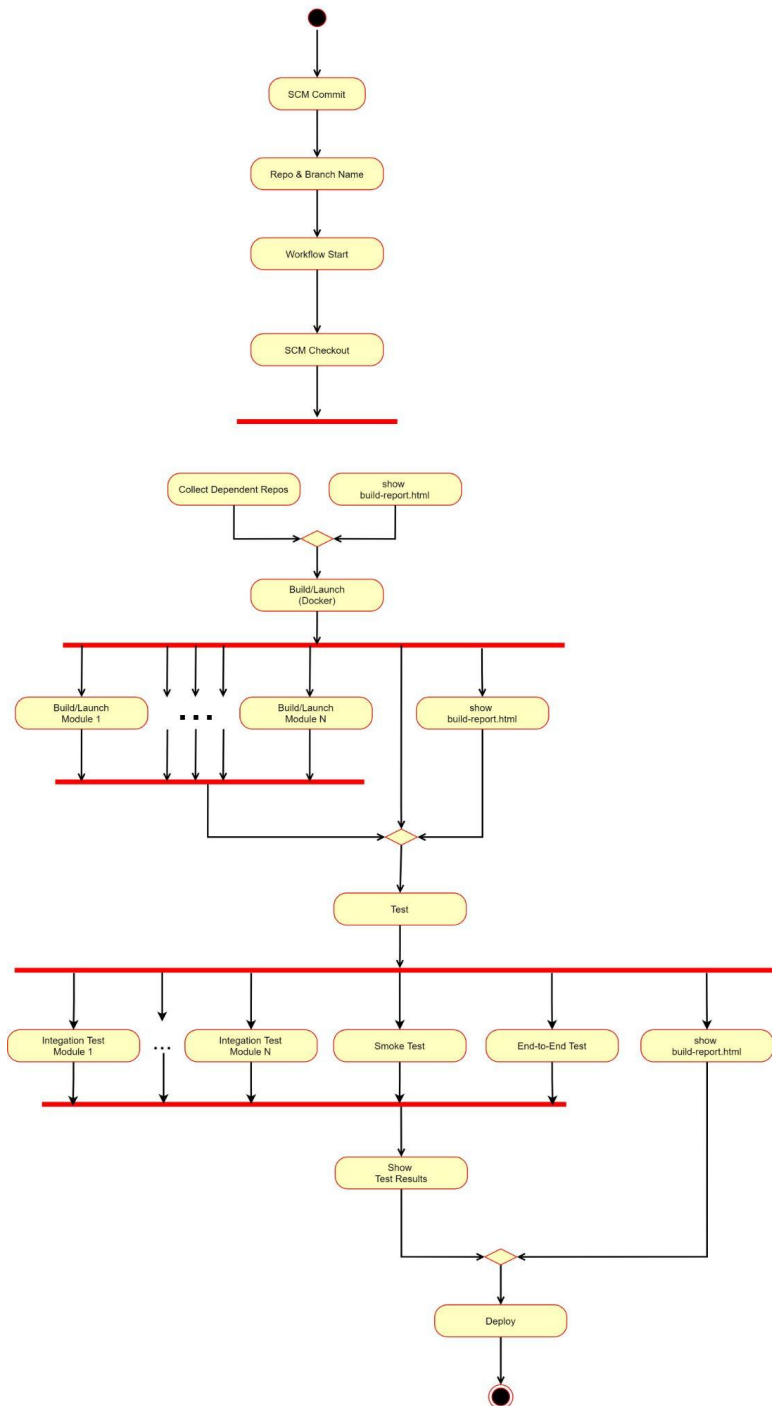 SCM Commit
Repo & Branch Name
Workflow Start
SCM Checkout
Collect Dependent Repos
show
build-report.html
Build/Launch
(Docker)
Build/Launch
Module 1
...
Build/Launch
Module N
show
build-report.html
Test
Integation Test
Module 1
...
Integation Test
Module N
Smoke Test
End-to-End Test
show
build-report.html
Show
Test Results
Deploy